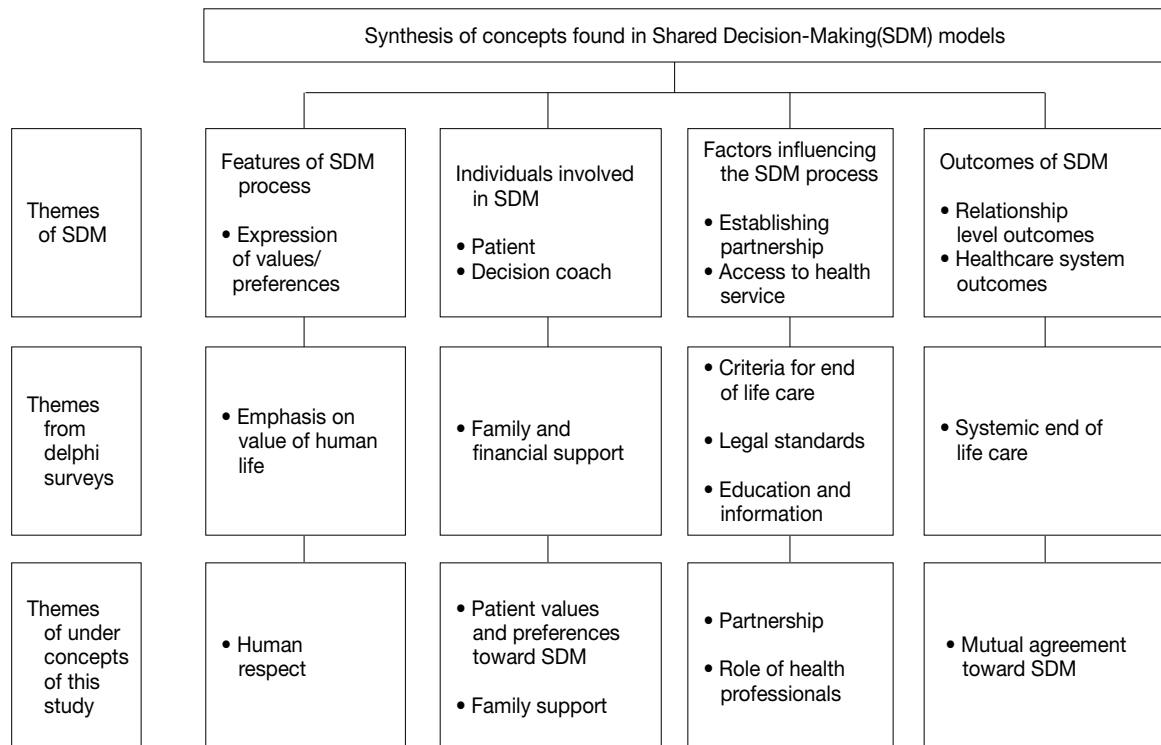 Synthesis of concepts found in Shared Decision-Making(SDM) models
Themes
of SDM
Features of SDM
process
• Expression
of values/
preferences
Individuals involved
in SDM
• Patient
• Decision coach
Factors influencing
the SDM process
• Establishing
partnership
• Access to health
service
Outcomes of SDM
• Relationship
level outcomes
• Healthcare system
outcomes
Themes
from
delphi
surveys
• Emphasis on
value of human
life
• Family and
financial support
• Criteria for end
of life care
• Legal standards
• Education and
information
• Systemic end of
life care
Themes
of under
concepts
of this
study
• Human
respect
• Patient values
and preferences
toward SDM
• Family support
• Partnership
• Role of health
professionals
• Mutual agreement
toward SDM